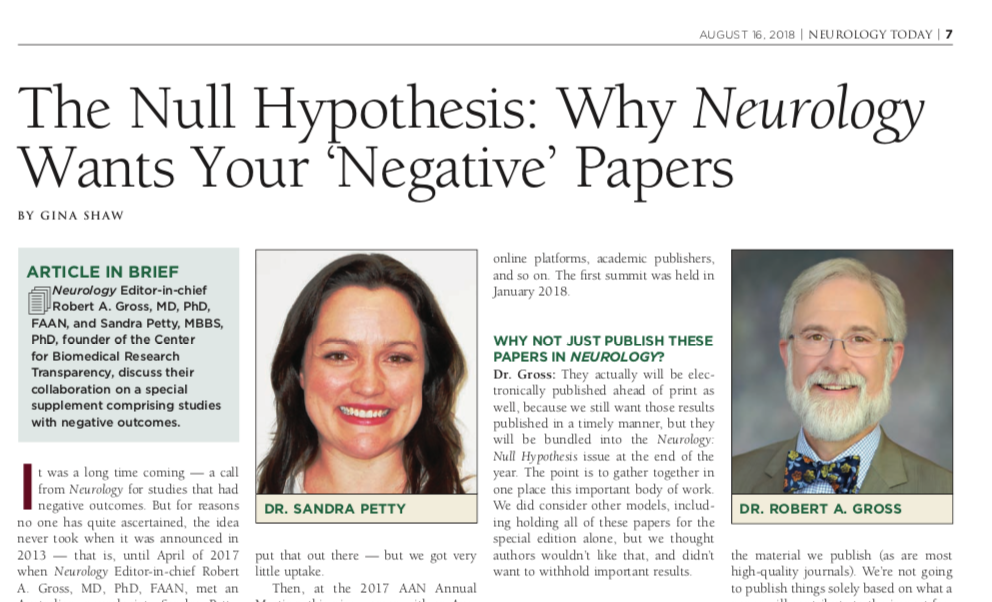 AUGUST 16, 2018 | NEUROLOGY TODAY | 7
The Null Hypothesis: Why Neurology
Wants Your ‘Negative’ Papers
BY GINA SHAW
ARTICLE IN BRIEF
Neurology Editor-in-chief
Robert A. Gross, MD, PhD,
FAAN, and Sandra Petty, MBBS,
PhD, founder of the Center
for Biomedical Research
Transparency, discuss their
collaboration on a special
supplement comprising studies
with negative outcomes.
It was a long time coming — a call
from Neurology for studies that had
negative outcomes. But for reasons
no one has quite ascertained, the idea
never took when it was announced in
2013 — that is, until April of 2017
when Neurology Editor-in-chief Robert
A. Gross, MD, PhD, FAAN, met an
DR. SANDRA PETTY
put that out there — but we got very
little uptake.
Then, at the 2017 AAN Annual
online platforms, academic publishers,
and so on. The first summit was held in
January 2018.
WHY NOT JUST PUBLISH THESE
PAPERS IN NEUROLOGY?
Dr. Gross: They actually will be elec-
tronically published ahead of print as
well, because we still want those results
published in a timely manner, but they
will be bundled into the Neurology:
Null Hypothesis issue at the end of the
year. The point is to gather together in
one place this important body of work.
We did consider other models, includ-
ing holding all of these papers for the
special edition alone, but we thought
authors wouldn’t like that, and didn’t
want to withhold important results.
DR. ROBERT A. GROSS
the material we publish (as are most
high-quality journals). We’re not going
to publish things solely based on what a